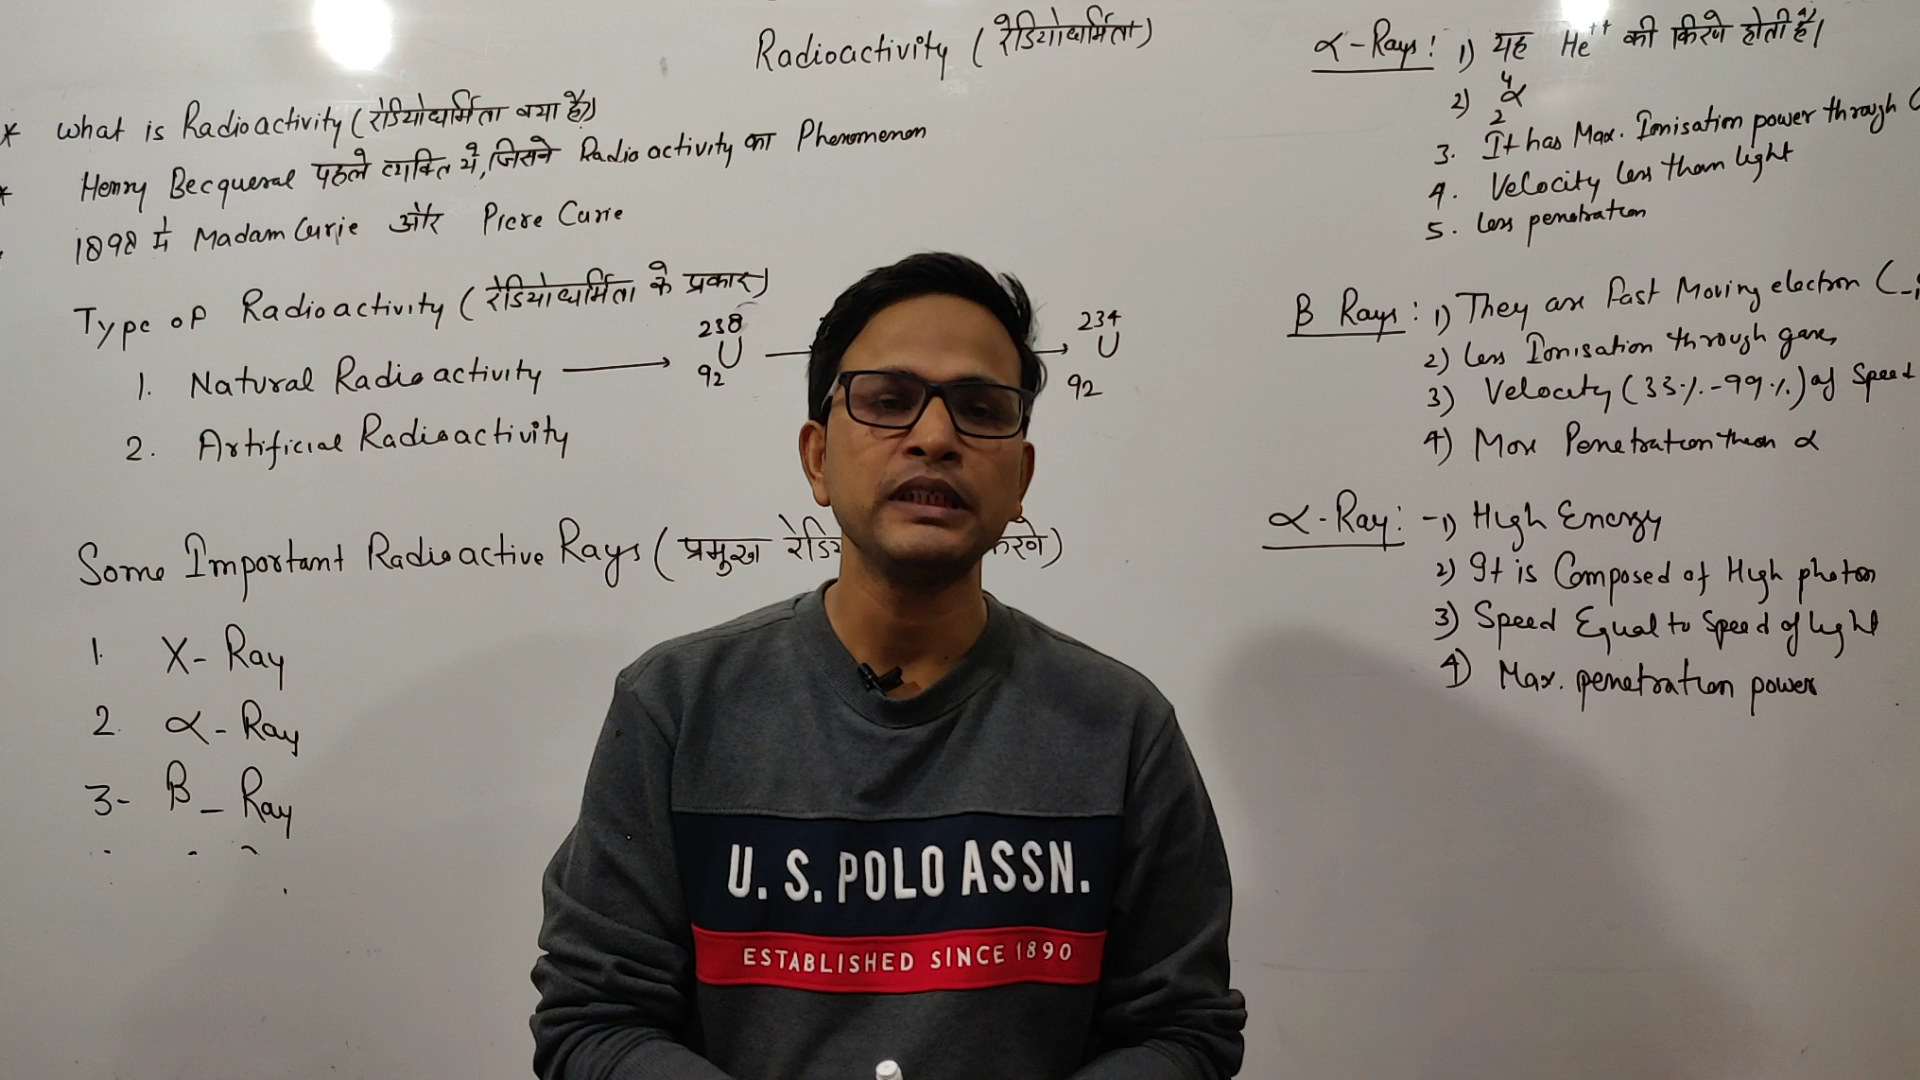 Radioactivity (रेडियोधर्मिता)
* What is Radioactivity (रेडियोधर्मिता क्या है?)
* Henry Becqueral पहले व्यक्ति थे, जिसने Radioactivity का Phenomenon
1898 में Madam Curie और Piere Curie
Type of Radioactivity (रेडियोधर्मिता के प्रकार)
1. Natural Radioactivity → 238 92 U → 234 92 U
2. Artificial Radioactivity
Some Important Radioactive Rays (प्रमुख
1. X-Ray
2. α-Ray
3- B-Ray
α-Rays: 1) यह He++ की किरणे होती हैं।
2) 4 2 α
3. It has Max. Ionisation power through
4. Velocity less than light
5. less penetration
B Rays: 1) They are Fast Moving electron
2) less Ionisation through gases
3) Velocity (33%-99%) of Speed
4) More Penetration than α
α-Ray: -1) High Energy
2) It is Composed of High photon
3) Speed Equal to Speed of light
4) Max. penetration power
U. S. POLO ASSN.
ESTABLISHED SINCE 1890